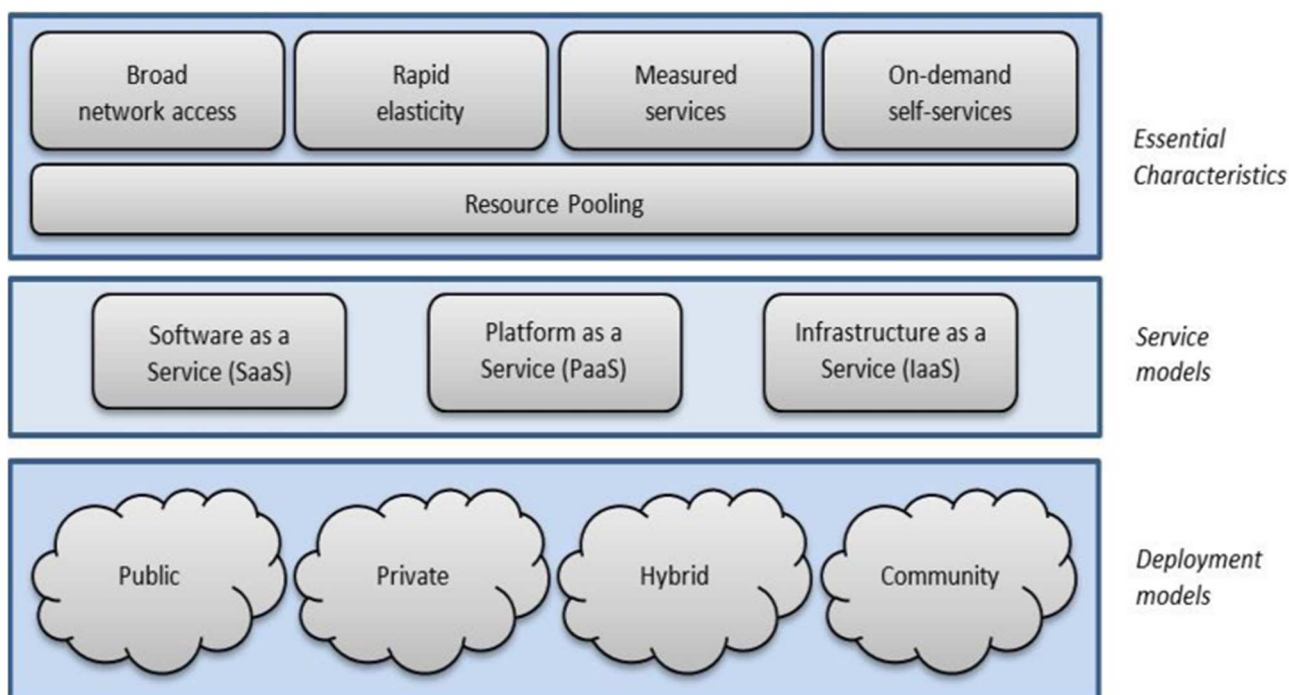 Broad
network access
Rapid
elasticity
Measured
services
On-demand
self-services
Resource Pooling
Essential
Characteristics
Software as a
Service (SaaS)
Platform as a
Service (PaaS)
Infrastructure as a
Service (IaaS)
Service
models
Public
Private
Hybrid
Community
Deployment
models